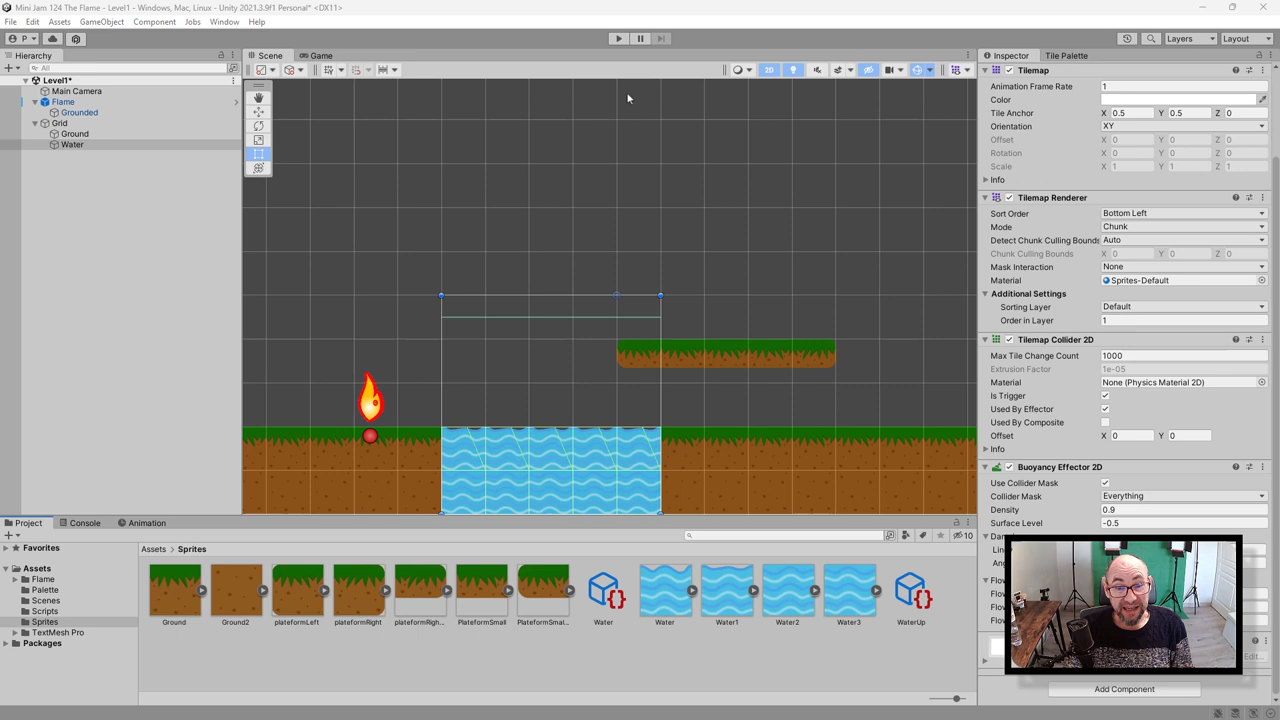 Mini Jam 124 The Flame - Level1 - Windows, Mac, Linux - Unity 2021.3.9f1 Personal* <DX11>
File Edit Assets GameObject Component Jobs Window Help
P Layers Layout
Hierarchy
All
Level1*
Main Camera
Flame
Grounded
Grid
Ground
Water
Scene Game
2D
Inspector Tile Palette
Tilemap
Animation Frame Rate 1
Color
Tile Anchor X 0.5 Y 0.5 Z 0
Orientation XY
Offset X 0 Y 0 Z 0
Rotation X 0 Y 0 Z 0
Scale X 1 Y 1 Z 1
Info
Tilemap Renderer
Sort Order Bottom Left
Mode Chunk
Detect Chunk Culling Bounds Auto
Chunk Culling Bounds X 0 Y 0 Z 0
Mask Interaction None
Material Sprites-Default
Additional Settings
Sorting Layer Default
Order in Layer 1
Tilemap Collider 2D
Max Tile Change Count 1000
Extrusion Factor 1e-05
Material None (Physics Material 2D)
Is Trigger
Used By Effector
Used By Composite
Offset X 0 Y 0
Info
Buoyancy Effector 2D
Use Collider Mask
Collider Mask Everything
Density 0.9
Surface Level -0.5
Edit...
Add Component
Project Console Animation
10
Favorites
Assets
Flame
Palette
Scenes
Scripts
Sprites
TextMesh Pro
Packages
Assets > Sprites
Ground Ground2 plateformLeft plateformRight plateformRigh... PlateformSmall PlateformSmal... Water Water Water1 Water2 Water3 WaterUp